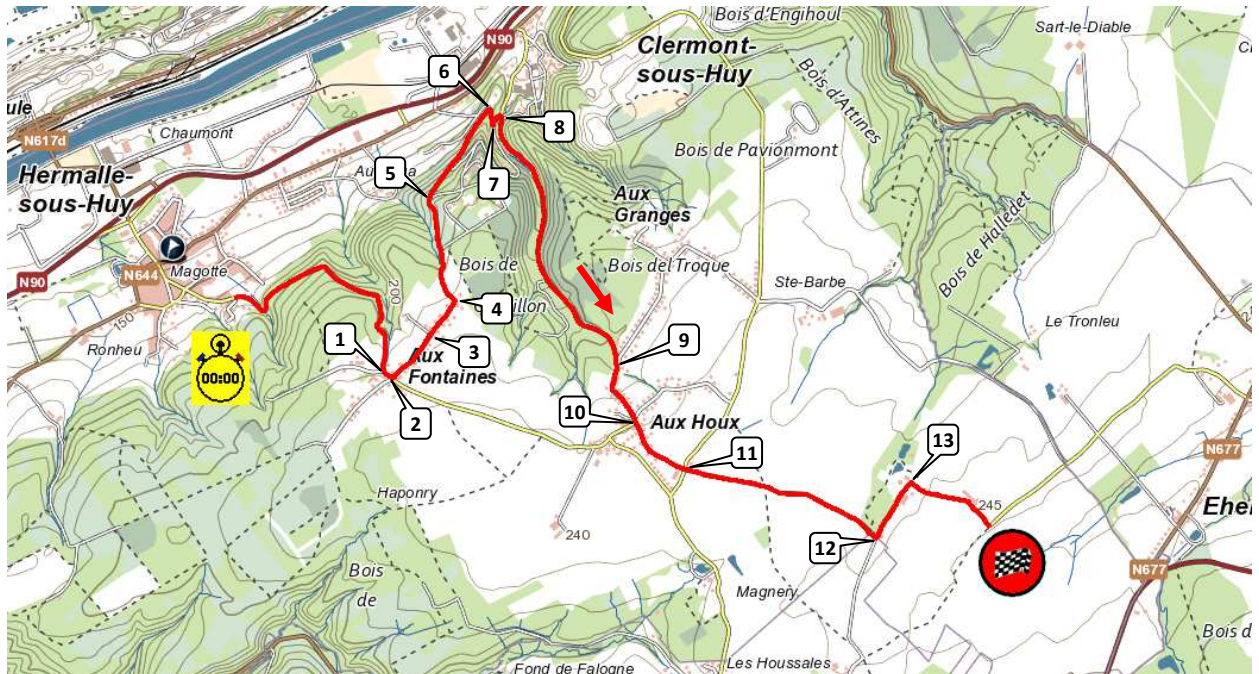 Bois d'Engihoul
N90
Clermont-
sous-Huy
Sart-le-Diable
6
Bois d'Attines
ule
Chaumont
8
N617d
7
Bois de Pavionmont
Hermalle-
sous-Huy
5
Aux
Granges
Magotte
N644
N90
Bois de
Bois del Troque
Bois de Halledet
Ste-Barbe
200
150
4
Le Tronleu
Ronheu
1
3
9
00:00
Aux
Fontaines
2
10
Aux Houx
11
13
N677
Haponry
245
Ehe
240
12
Bois
de
Magnery
N677
Bois d
Fond de Falogne
Les Houssales